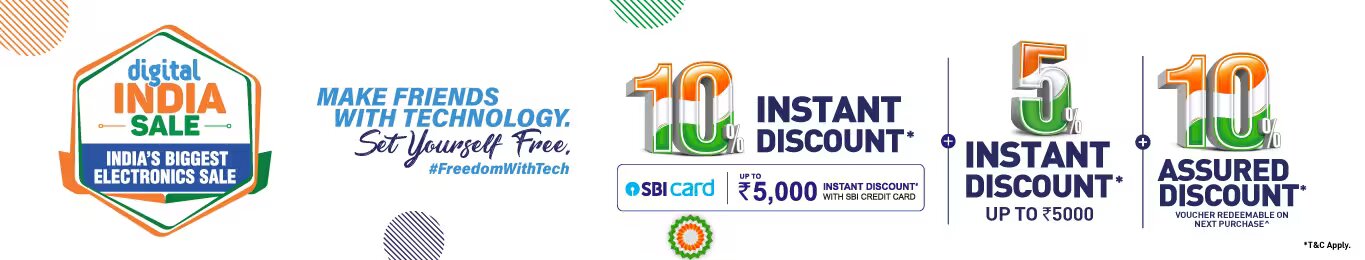 digital
INDIA
SALE
INDIA'S BIGGEST
ELECTRONICS SALE
MAKE FRIENDS
WITH TECHNOLOGY.
Set Yourself Free.
#FreedomWithTech
10%
INSTANT
DISCOUNT*
SBI card
UP TO
₹5,000
INSTANT DISCOUNT*
WITH SBI CREDIT CARD
+
5%
INSTANT
DISCOUNT*
UP TO ₹5000
+
10%
ASSURED
DISCOUNT*
VOUCHER REDEEMABLE ON
NEXT PURCHASE^
*T&C Apply.